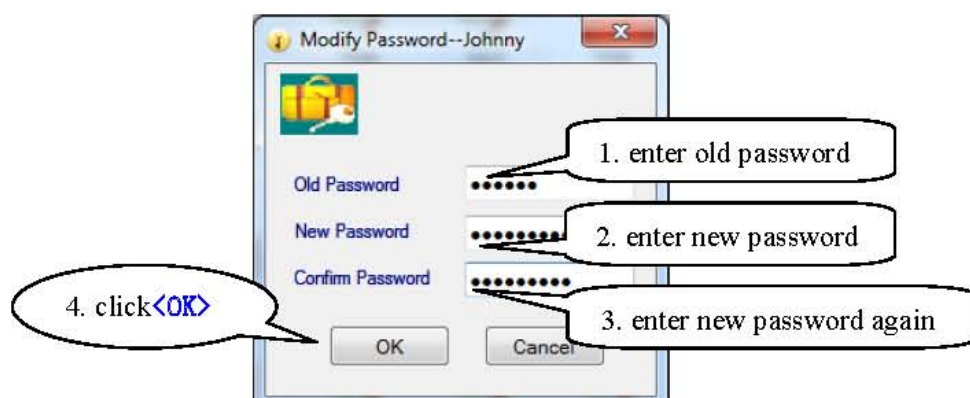 Modify Password--Johnny
1. enter old password
Old Password ••••••
New Password •••••••••
2. enter new password
Confirm Password •••••••••
4. click<OK>
3. enter new password again
OK
Cancel